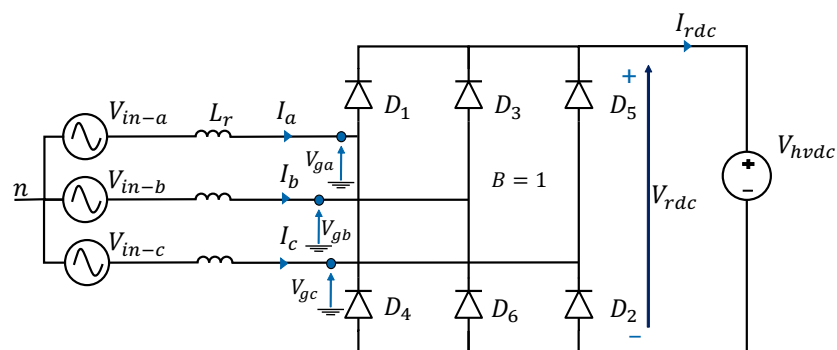 I_rdc
V_in-a L_r I_a D_1 D_3 D_5 + V_hvdc
V_ga
n V_in-b I_b B = 1 V_rdc
V_gb
V_in-c I_c
V_gc D_4 D_6 D_2 −
+
−